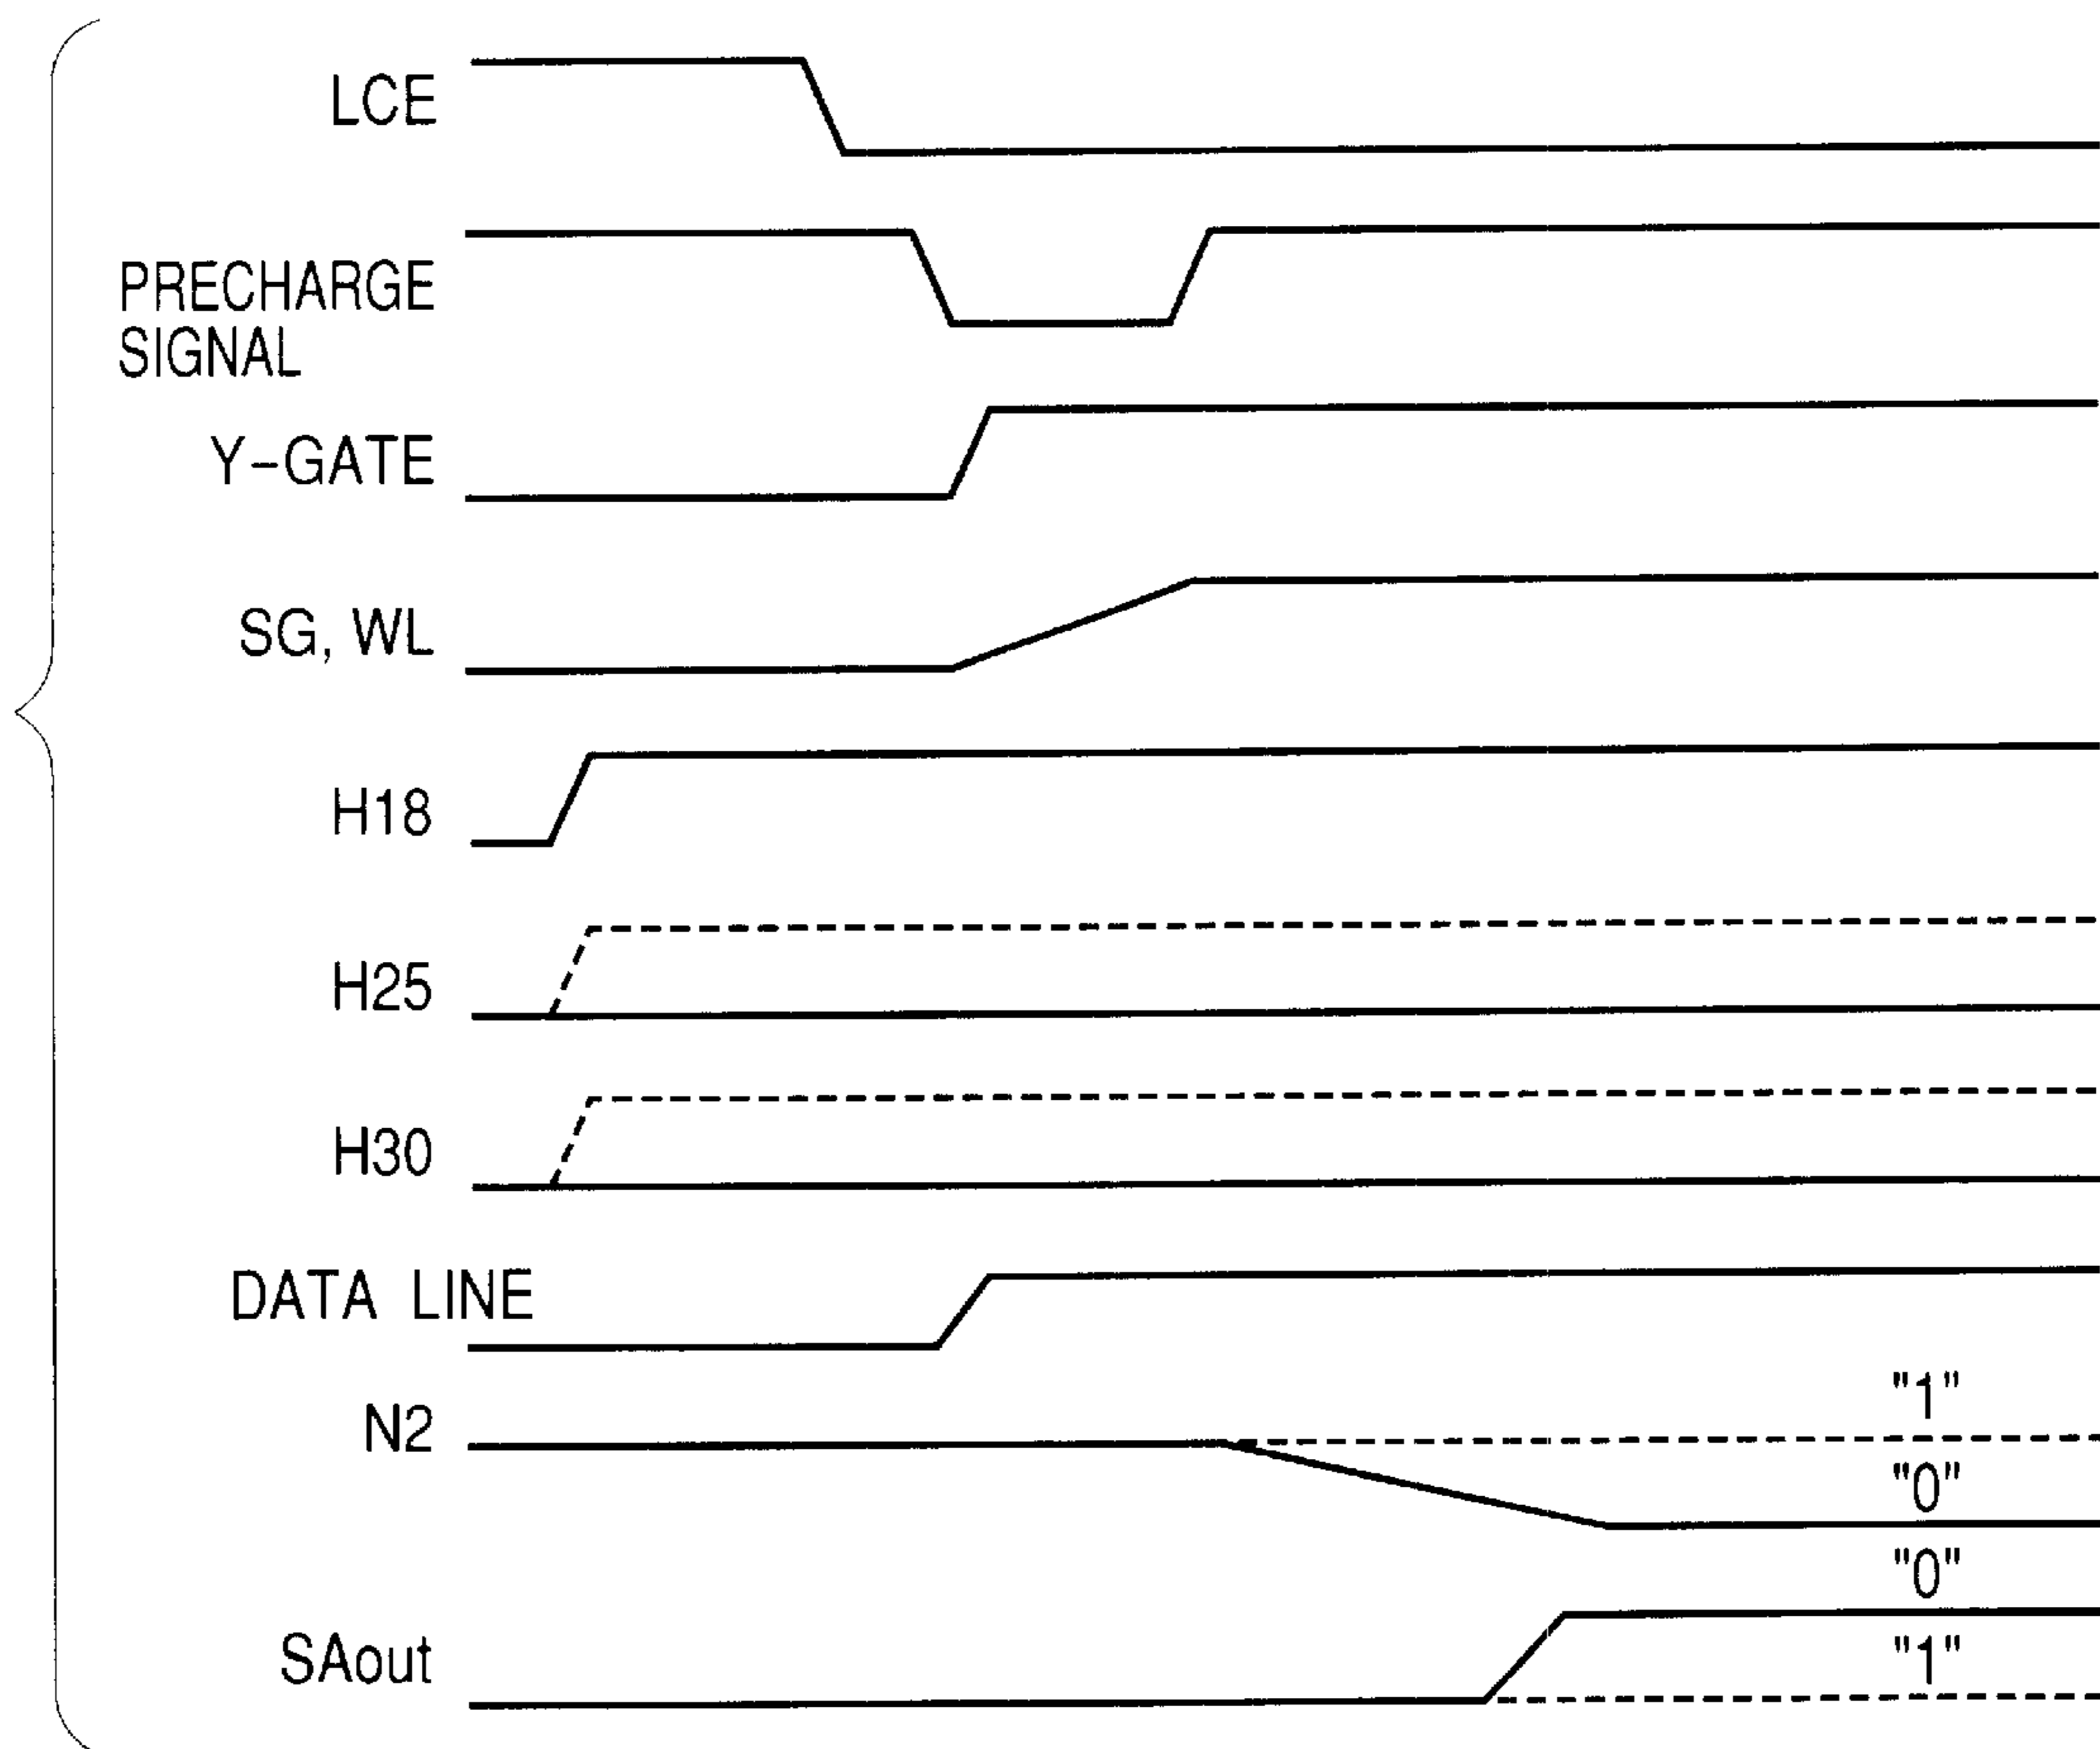 LCE
PRECHARGE
SIGNAL
Y-GATE
SG, WL
H18
H25
H30
DATA LINE
N2
"1"
"0"
SAout
"0"
"1"